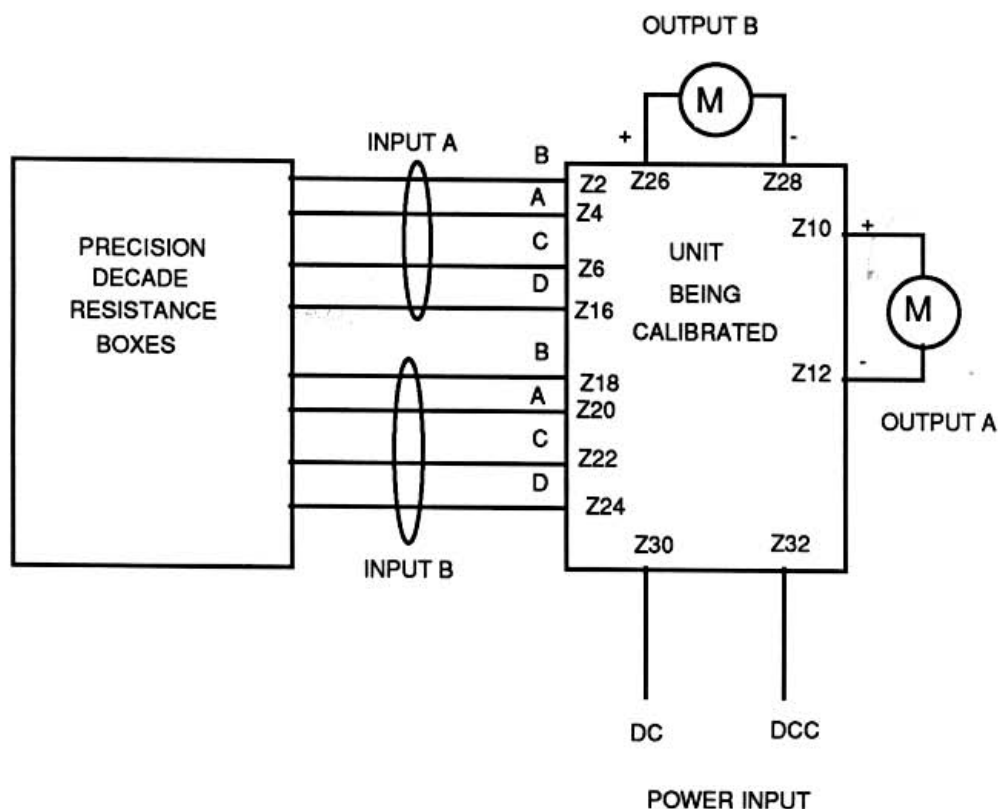 OUTPUT B
M
+ -
INPUT A
B
Z2
Z26
Z28
A
Z4
Z10
+
PRECISION
DECADE
RESISTANCE
BOXES
C
Z6
D
Z16
UNIT
BEING
CALIBRATED
M
B
Z18
A
Z20
Z12
-
OUTPUT A
C
Z22
D
Z24
INPUT B
Z30
Z32
DC
DCC
POWER INPUT